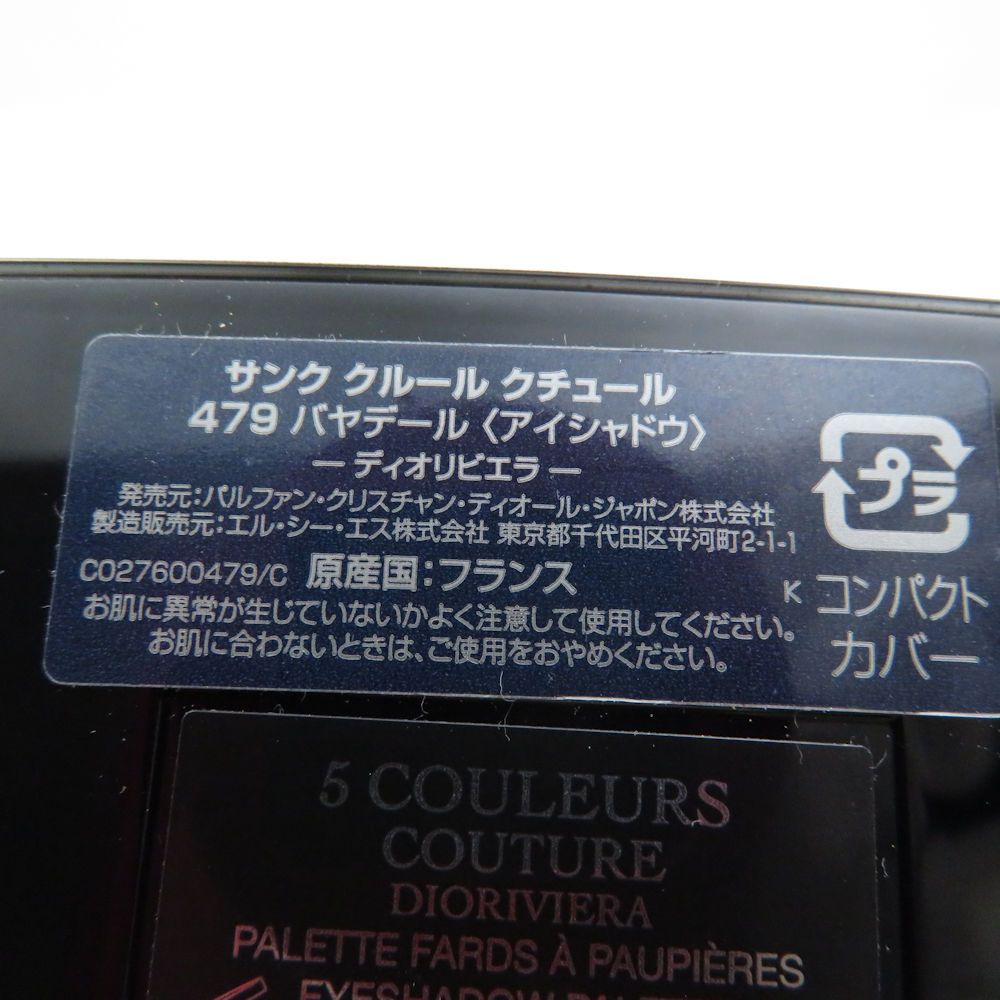 サンク クルール クチュール
479 バヤデール〈アイシャドウ〉
— ディオリビエラ —
発売元：パルファン・クリスチャン・ディオール・ジャポン株式会社
製造販売元：エル・シー・エス株式会社 東京都千代田区平河町2-1-1
C027600479/C 原産国：フランス
お肌に異常が生じていないかよく注意して使用してください。
お肌に合わないときは、ご使用をおやめください。
プラ
K コンパクト
カバー
5 COULEURS
COUTURE
DIORIVIERA
PALETTE FARDS À PAUPIÈRES
EYESHADOW